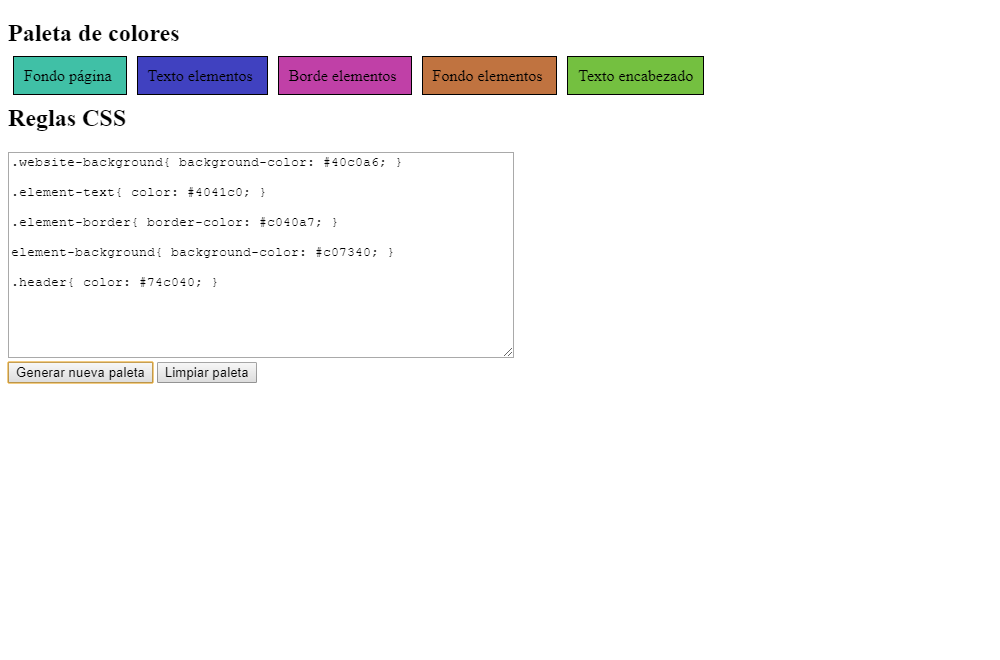 Paleta de colores
Fondo página Texto elementos Borde elementos Fondo elementos Texto encabezado
Reglas CSS
.website-background{ background-color: #40c0a6; }
.element-text{ color: #4041c0; }
.element-border{ border-color: #c040a7; }
element-background{ background-color: #c07340; }
.header{ color: #74c040; }
Generar nueva paleta Limpiar paleta